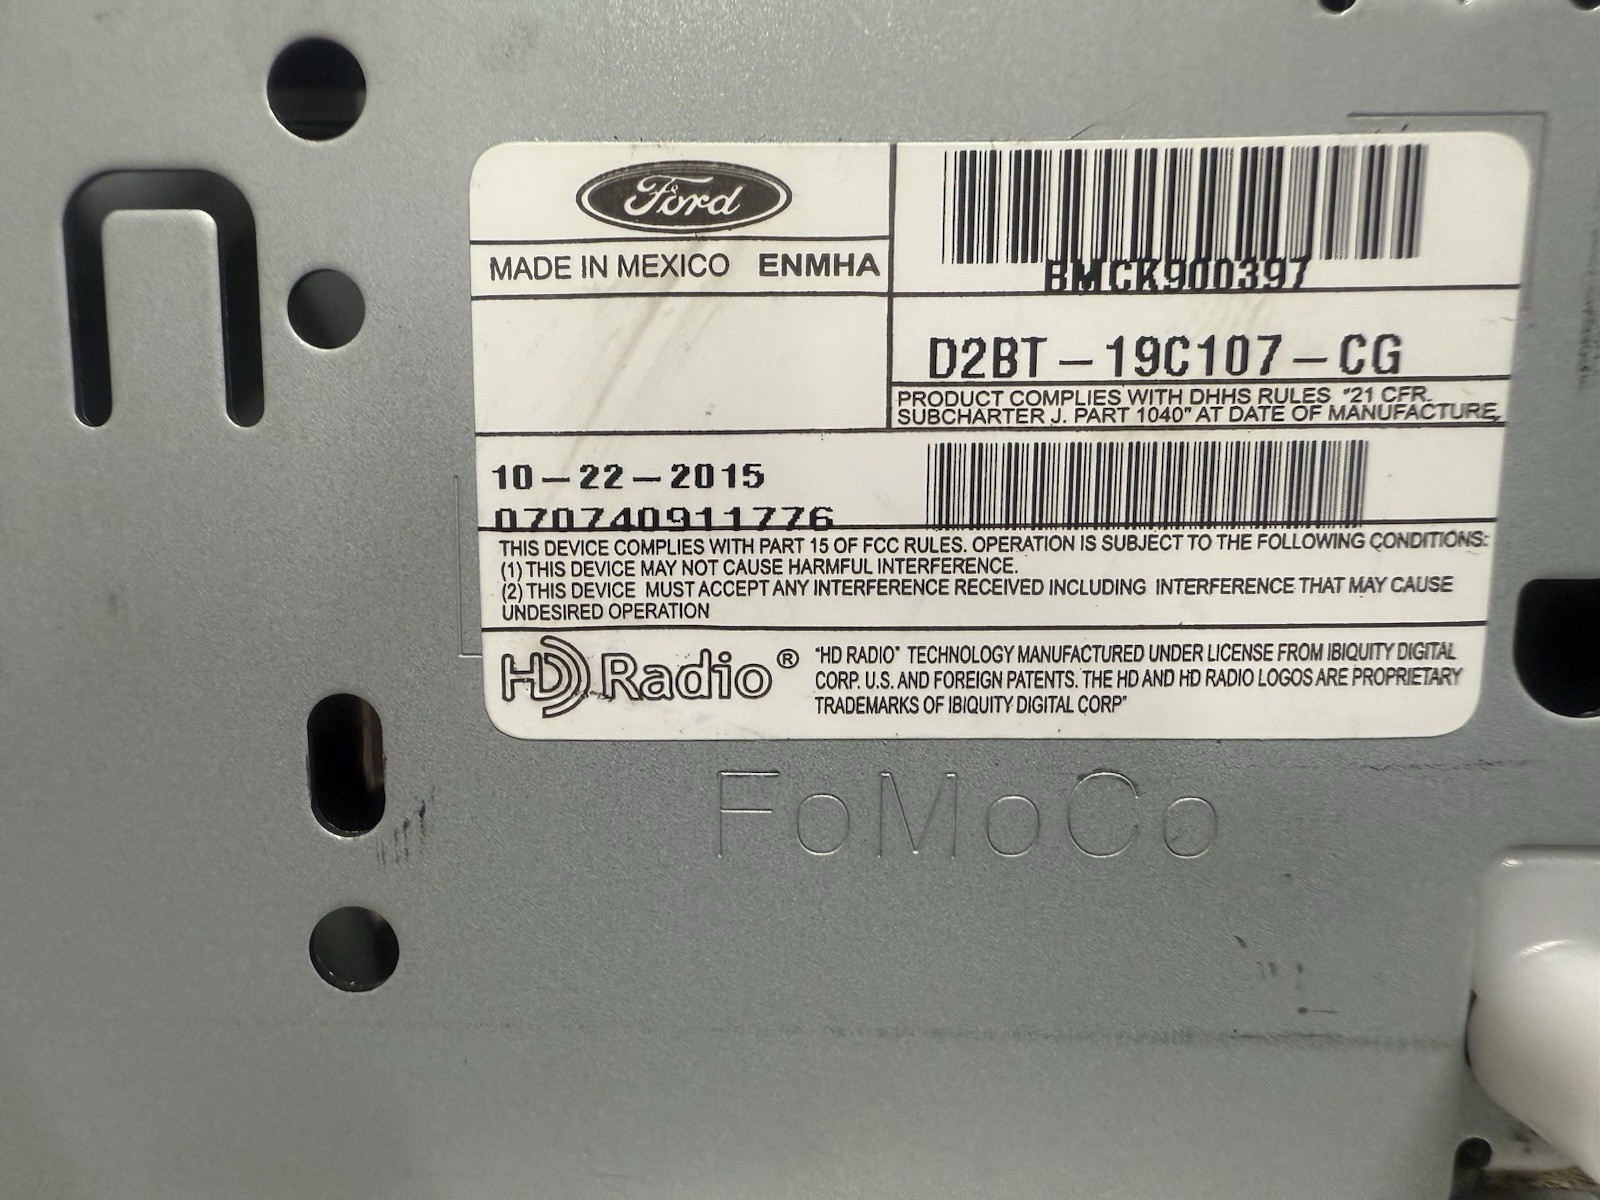 Ford
MADE IN MEXICO ENMHA
BMCK900397
D2BT-19C107-CG
PRODUCT COMPLIES WITH DHHS RULES "21 CFR.
SUBCHARTER J. PART 1040" AT DATE OF MANUFACTURE,
10-22-2015
070740911776
THIS DEVICE COMPLIES WITH PART 15 OF FCC RULES. OPERATION IS SUBJECT TO THE FOLLOWING CONDITIONS:
(1) THIS DEVICE MAY NOT CAUSE HARMFUL INTERFERENCE.
(2) THIS DEVICE MUST ACCEPT ANY INTERFERENCE RECEIVED INCLUDING INTERFERENCE THAT MAY CAUSE
UNDESIRED OPERATION
HD Radio®
"HD RADIO" TECHNOLOGY MANUFACTURED UNDER LICENSE FROM IBIQUITY DIGITAL
CORP. U.S. AND FOREIGN PATENTS. THE HD AND HD RADIO LOGOS ARE PROPRIETARY
TRADEMARKS OF IBIQUITY DIGITAL CORP"
FoMoCo